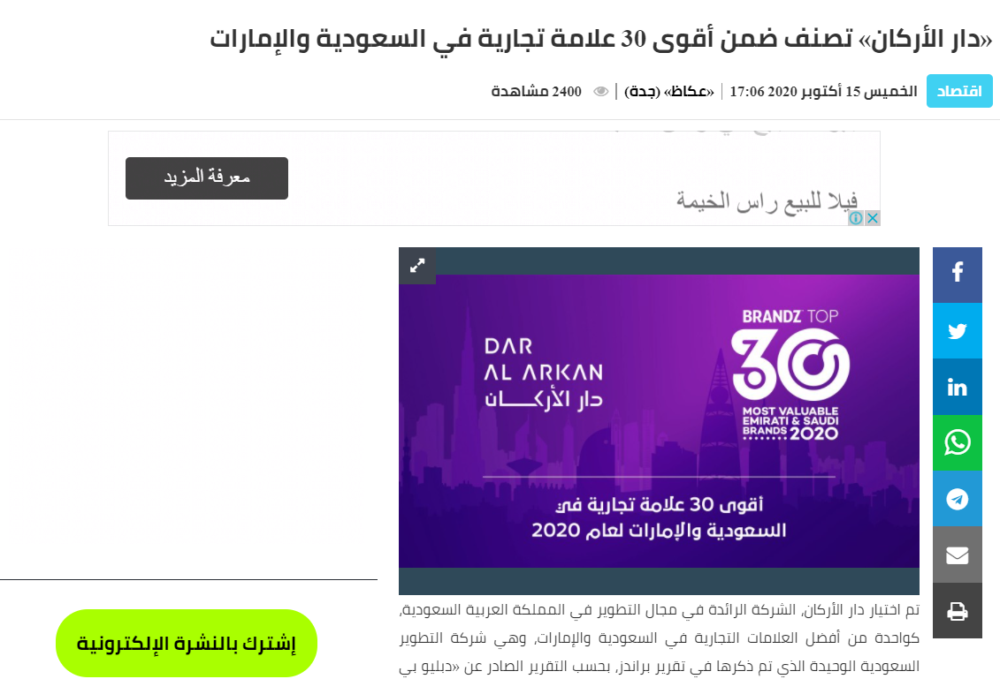 «دار الأركان» تصنف ضمن أقوى 30 علامة تجارية في السعودية والإمارات
اقتصاد
الخميس 15 أكتوبر 2020 17:06 | «عكاظ» (جدة) | 2400 مشاهدة
معرفة المزيد
فيلا للبيع راس الخيمة
BRANDZ™ TOP
30
MOST VALUABLE
EMIRATI & SAUDI
BRANDS 2020
DAR
AL ARKAN
دار الأركـــان
أقوى 30 علامة تجارية في
السعودية والإمارات لعام 2020
تم اختيار دار الأركان، الشركة الرائدة في مجال التطوير في المملكة العربية السعودية،
كواحدة من أفضل العلامات التجارية في السعودية والإمارات، وهي شركة التطوير
السعودية الوحيدة الذي تم ذكرها في تقرير براندز، بحسب التقرير الصادر عن «دبليو بي
إشترك بالنشرة الإلكترونية